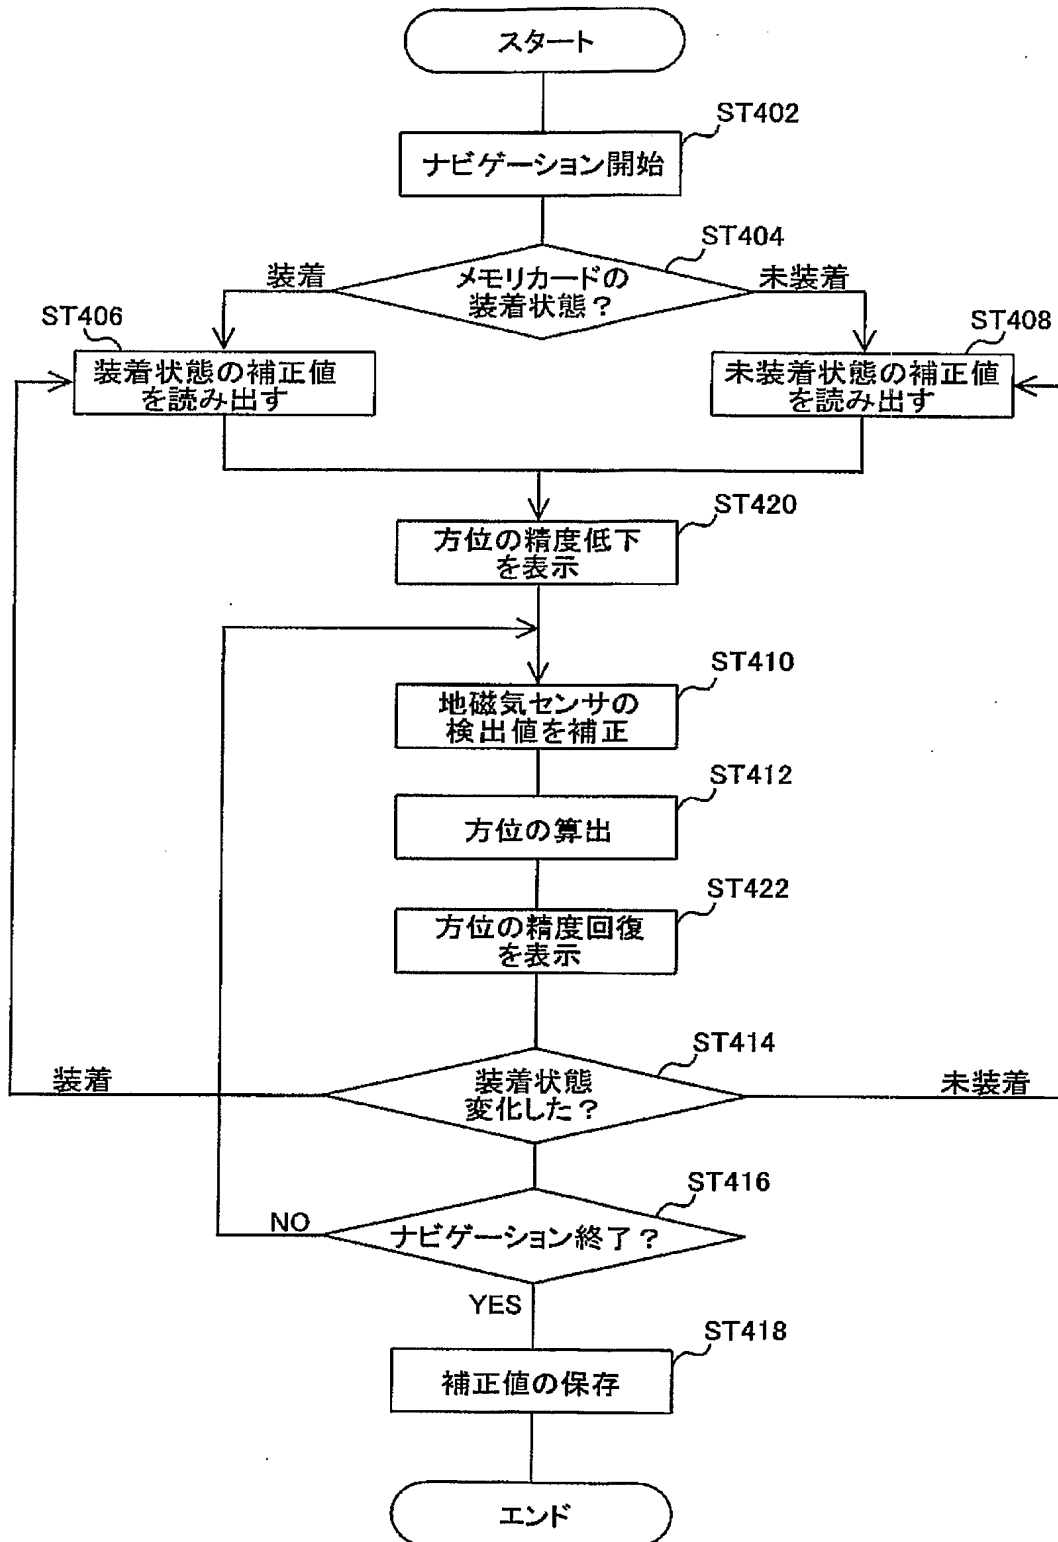 スタート
ST402
ナビゲーション開始
ST404
メモリカードの
装着状態？
装着
未装着
ST406
装着状態の補正値
を読み出す
ST408
未装着状態の補正値
を読み出す
ST420
方位の精度低下
を表示
ST410
地磁気センサの
検出値を補正
ST412
方位の算出
ST422
方位の精度回復
を表示
ST414
装着状態
変化した？
装着
未装着
ST416
ナビゲーション終了？
NO
YES
ST418
補正値の保存
エンド